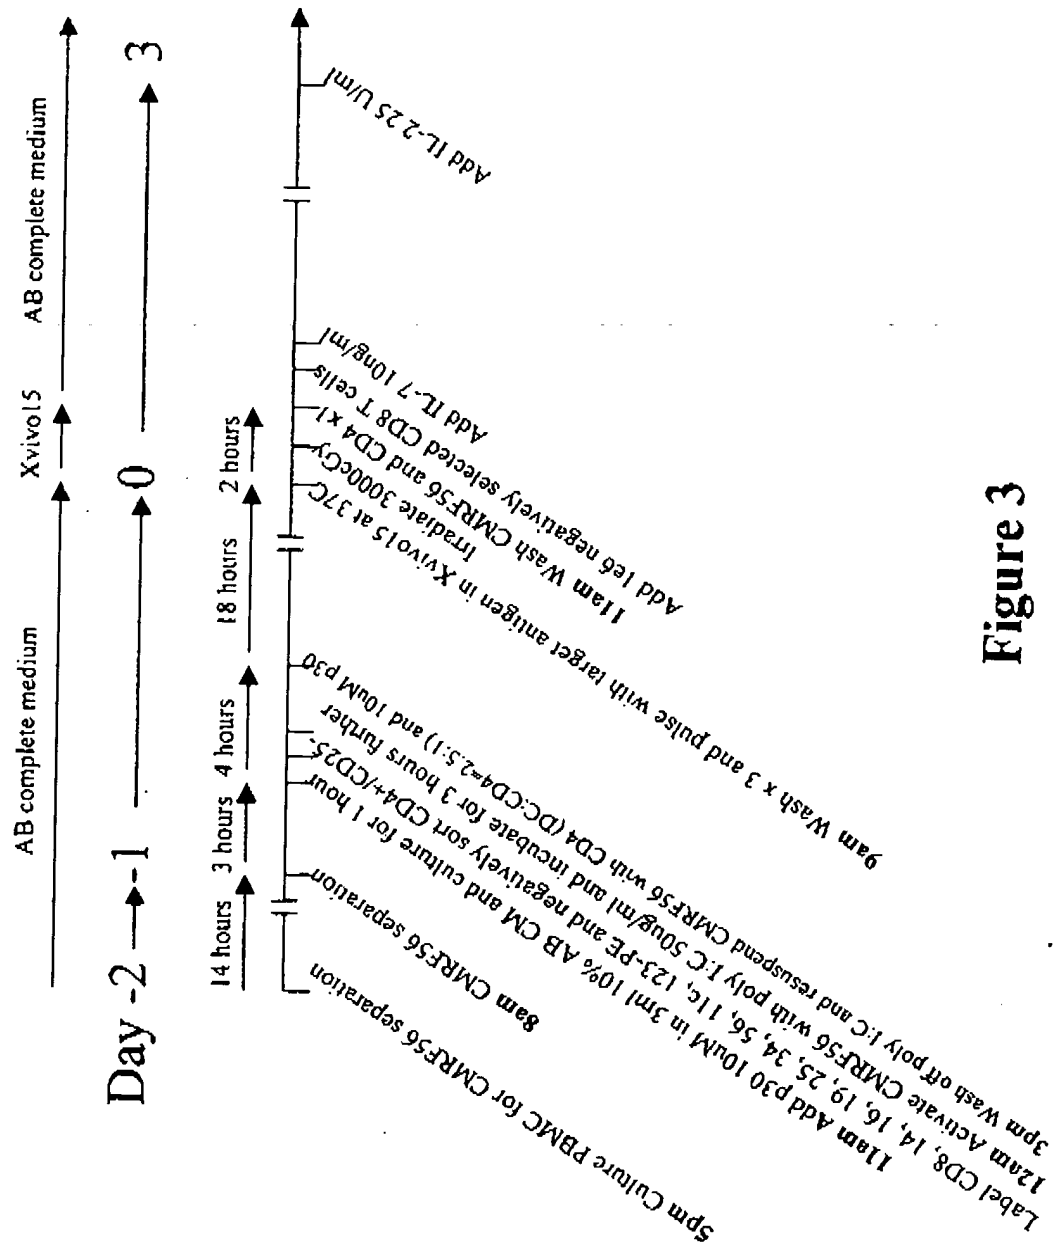 AB complete medium
Xvivo15
AB complete medium
Day -2
-1
0
3
14 hours
3 hours
4 hours
18 hours
2 hours
5pm Culture PBMC for CMRF56 separation
8am CMRF56 separation
11am Add p30 10uM in 3ml 10% AB CM and culture for 1 hour
Label CD8, 14, 16, 19, 25, 34, 56, 11c, 123-PE and negatively sort CD4+/CD25-
12am Activate CMRF56 with poly I:C 50ug/ml and incubate for 3 hours further
3pm Wash off poly I:C and resuspend CMRF56 with CD4 (DC:CD4=2.5:1) and 10uM p30
9am Wash x 3 and pulse with target antigen in Xvivo15 at 37C
Irradiate 3000cGy
11am Wash CMRF56 and CD4 x1
Add 1e6 negatively selected CD8 T cells
Add IL-7 10ng/ml
Add IL-2 25 U/ml
Figure 3